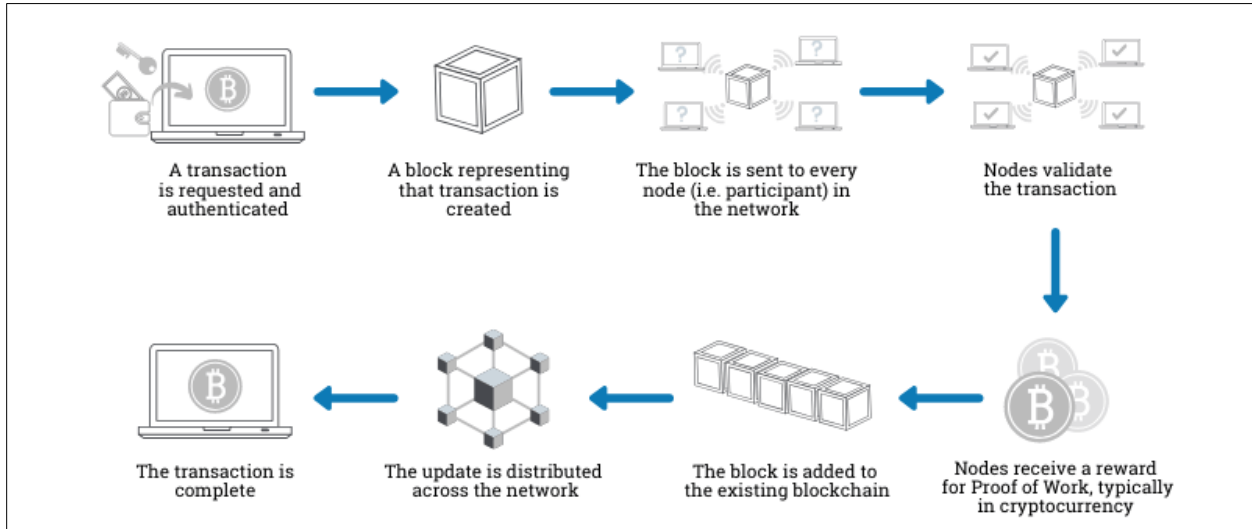 A transaction
is requested and
authenticated
A block representing
that transaction is
created
The block is sent to every
node (i.e. participant) in
the network
Nodes validate
the transaction
Nodes receive a reward
for Proof of Work, typically
in cryptocurrency
The block is added to
the existing blockchain
The update is distributed
across the network
The transaction is
complete